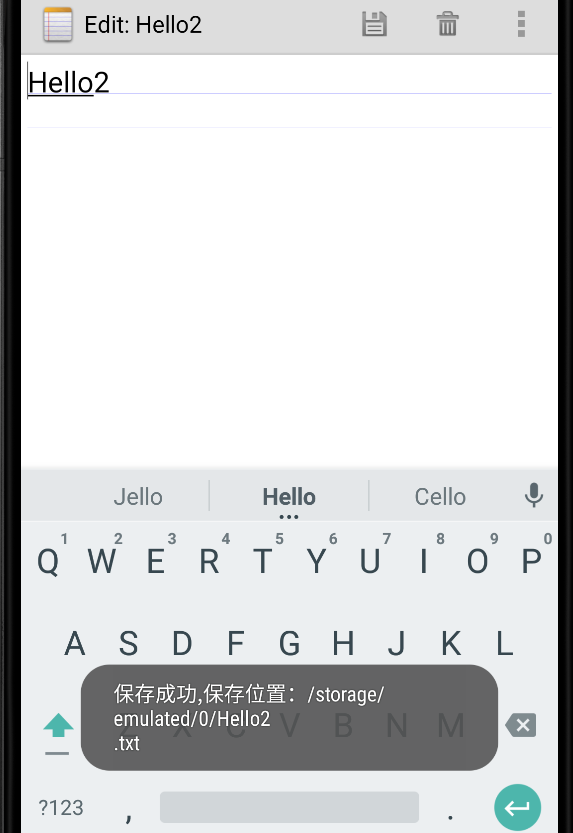 Edit: Hello2
Hello2
Jello Hello Cello
1 2 3 4 5 6 7 8 9 0
Q W E R T Y U I O P
A S D F G H J K L
保存成功,保存位置：/storage/
emulated/0/Hello2
.txt
Z X C V B N M
?123 , .